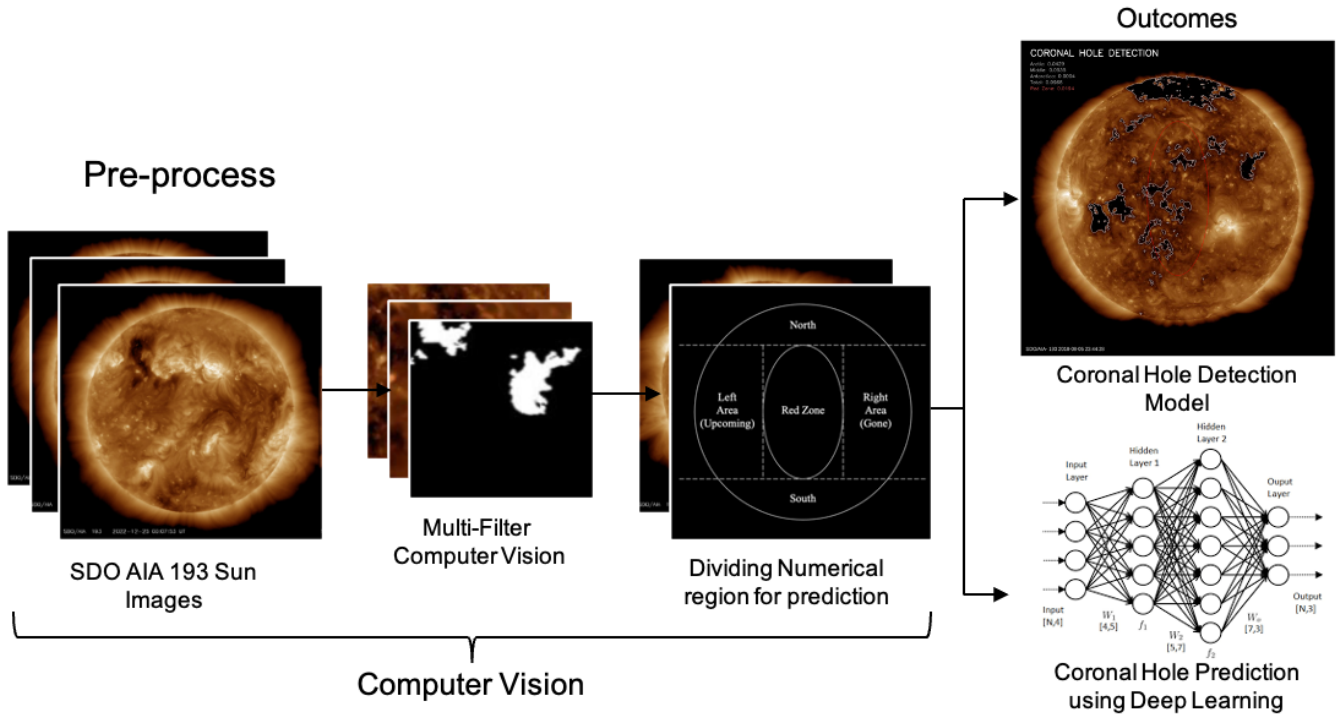 Outcomes
CORONAL HOLE DETECTION
Pre-process
North
Left
Area
(Upcoming)
Red Zone
Right
Area
(Gone)
South
SDO AIA 193 Sun
Images
Multi-Filter
Computer Vision
Dividing Numerical
region for prediction
Computer Vision
Coronal Hole Detection
Model
Input
Layer
Hidden
Layer 1
Hidden
Layer 2
Ouput
Layer
Input
[N,4]
W₁
[4,5]
f₁
W₂
[5,7]
f₂
Wₒ
[7,3]
Output
[N,3]
Coronal Hole Prediction
using Deep Learning